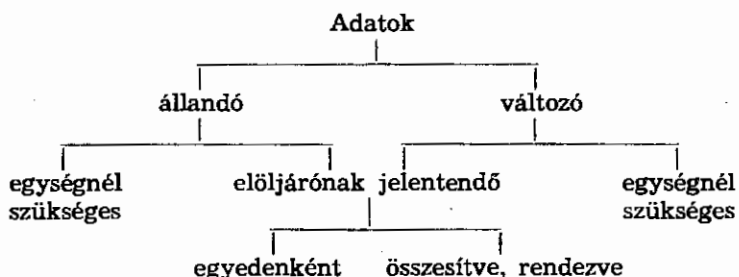 Adatok
állandó változó
egységnél elöljárónak jelentendő egységnél
szükséges szükséges
egyedenként összesítve, rendezve